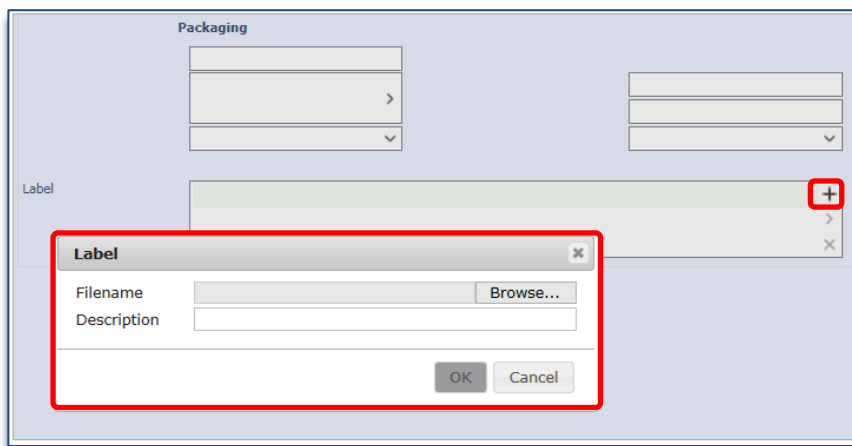 Packaging
Label
Label
Filename Browse...
Description
OK Cancel